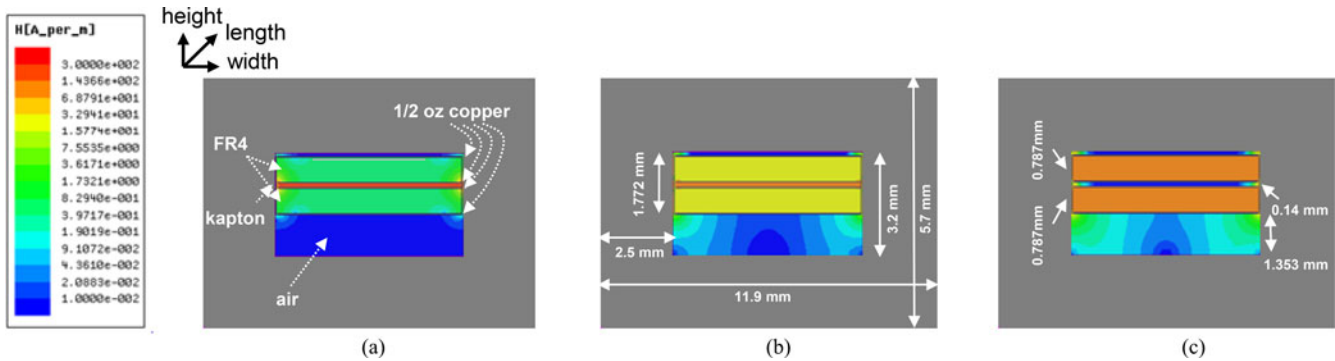 H[A_per_m]
3.0000e+002
1.4366e+002
6.8791e+001
3.2941e+001
1.5774e+001
7.5535e+000
3.6171e+000
1.7321e+000
8.2940e-001
3.9717e-001
1.9019e-001
9.1072e-002
4.3610e-002
2.0883e-002
1.0000e-002
height
length
width
1/2 oz copper
FR4
kapton
air
(a)
1.772 mm
3.2 mm
5.7 mm
2.5 mm
11.9 mm
(b)
0.787mm
0.787mm
0.14 mm
1.353 mm
(c)